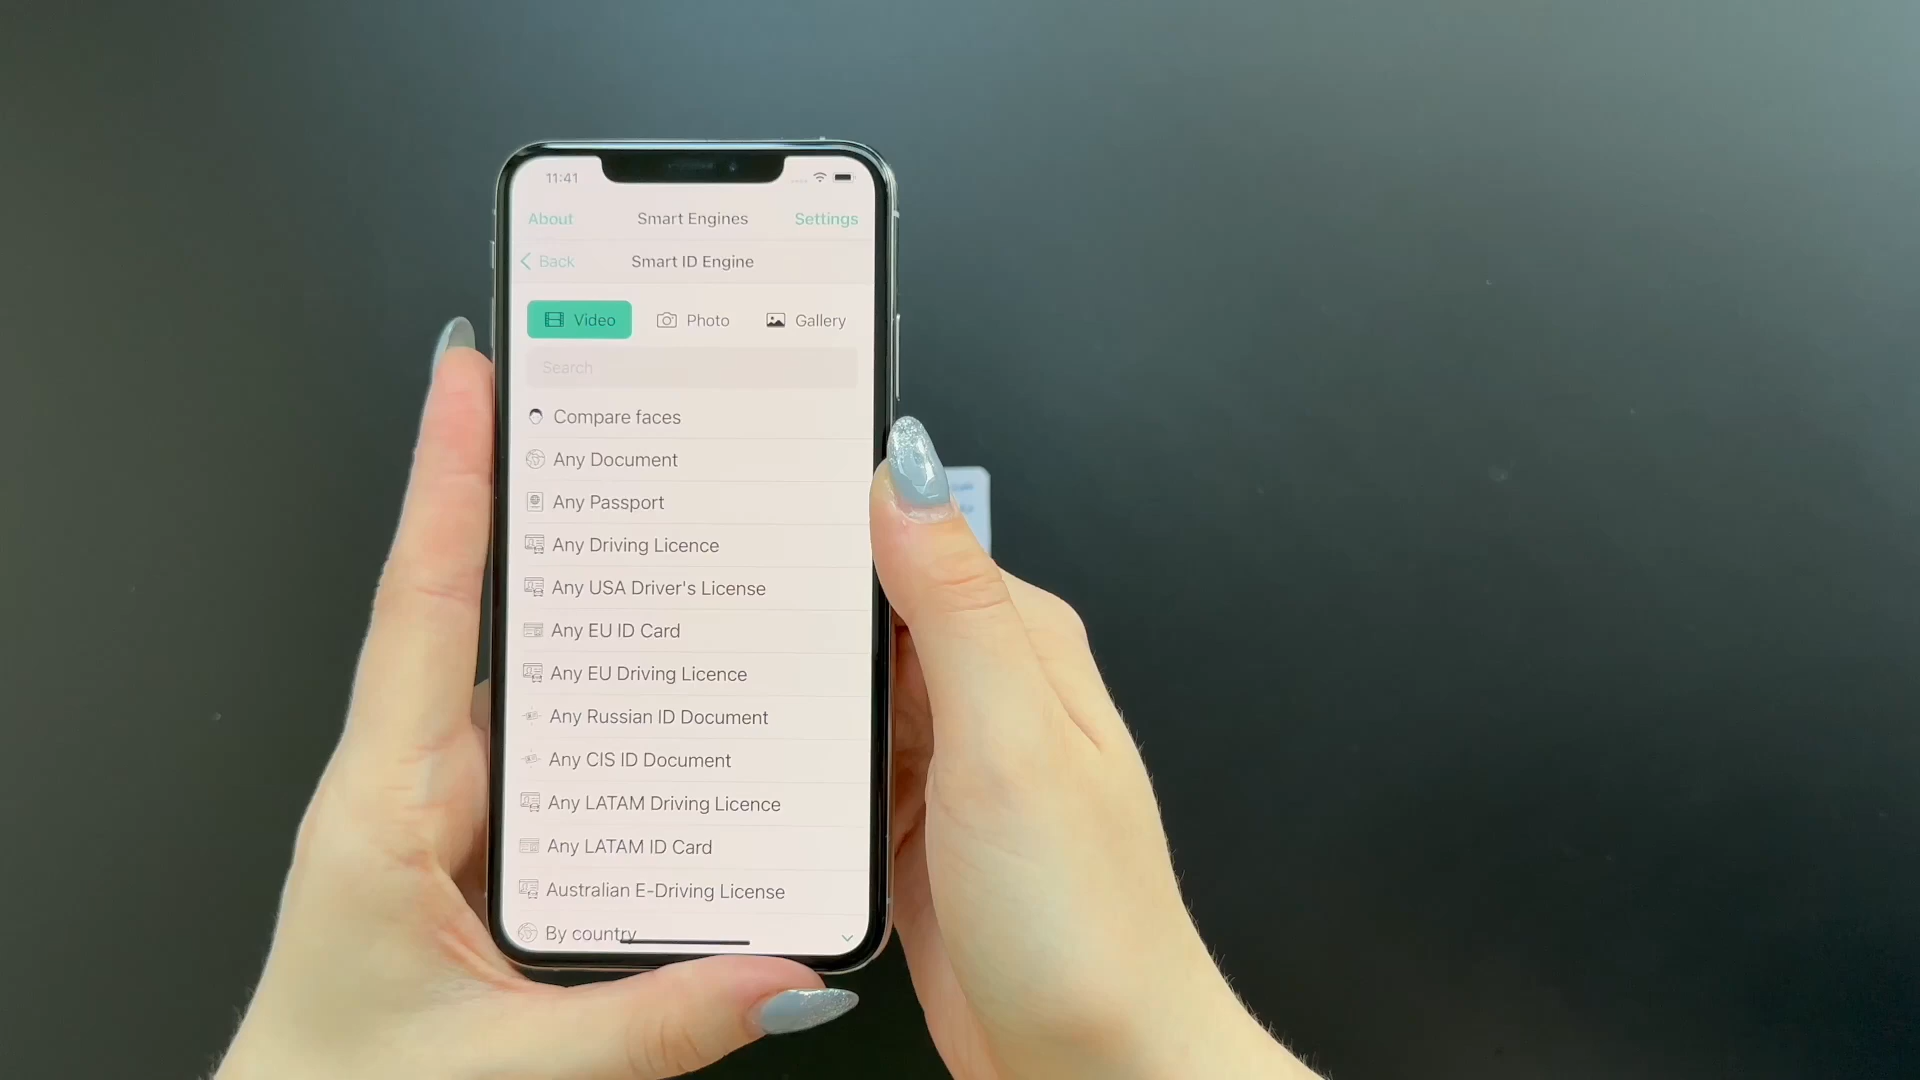 11:41
About Smart Engines Settings
Back Smart ID Engine
Video Photo Gallery
Search
Compare faces
Any Document
Any Passport
Any Driving Licence
Any USA Driver's License
Any EU ID Card
Any EU Driving Licence
Any Russian ID Document
Any CIS ID Document
Any LATAM Driving Licence
Any LATAM ID Card
Australian E-Driving License
By country